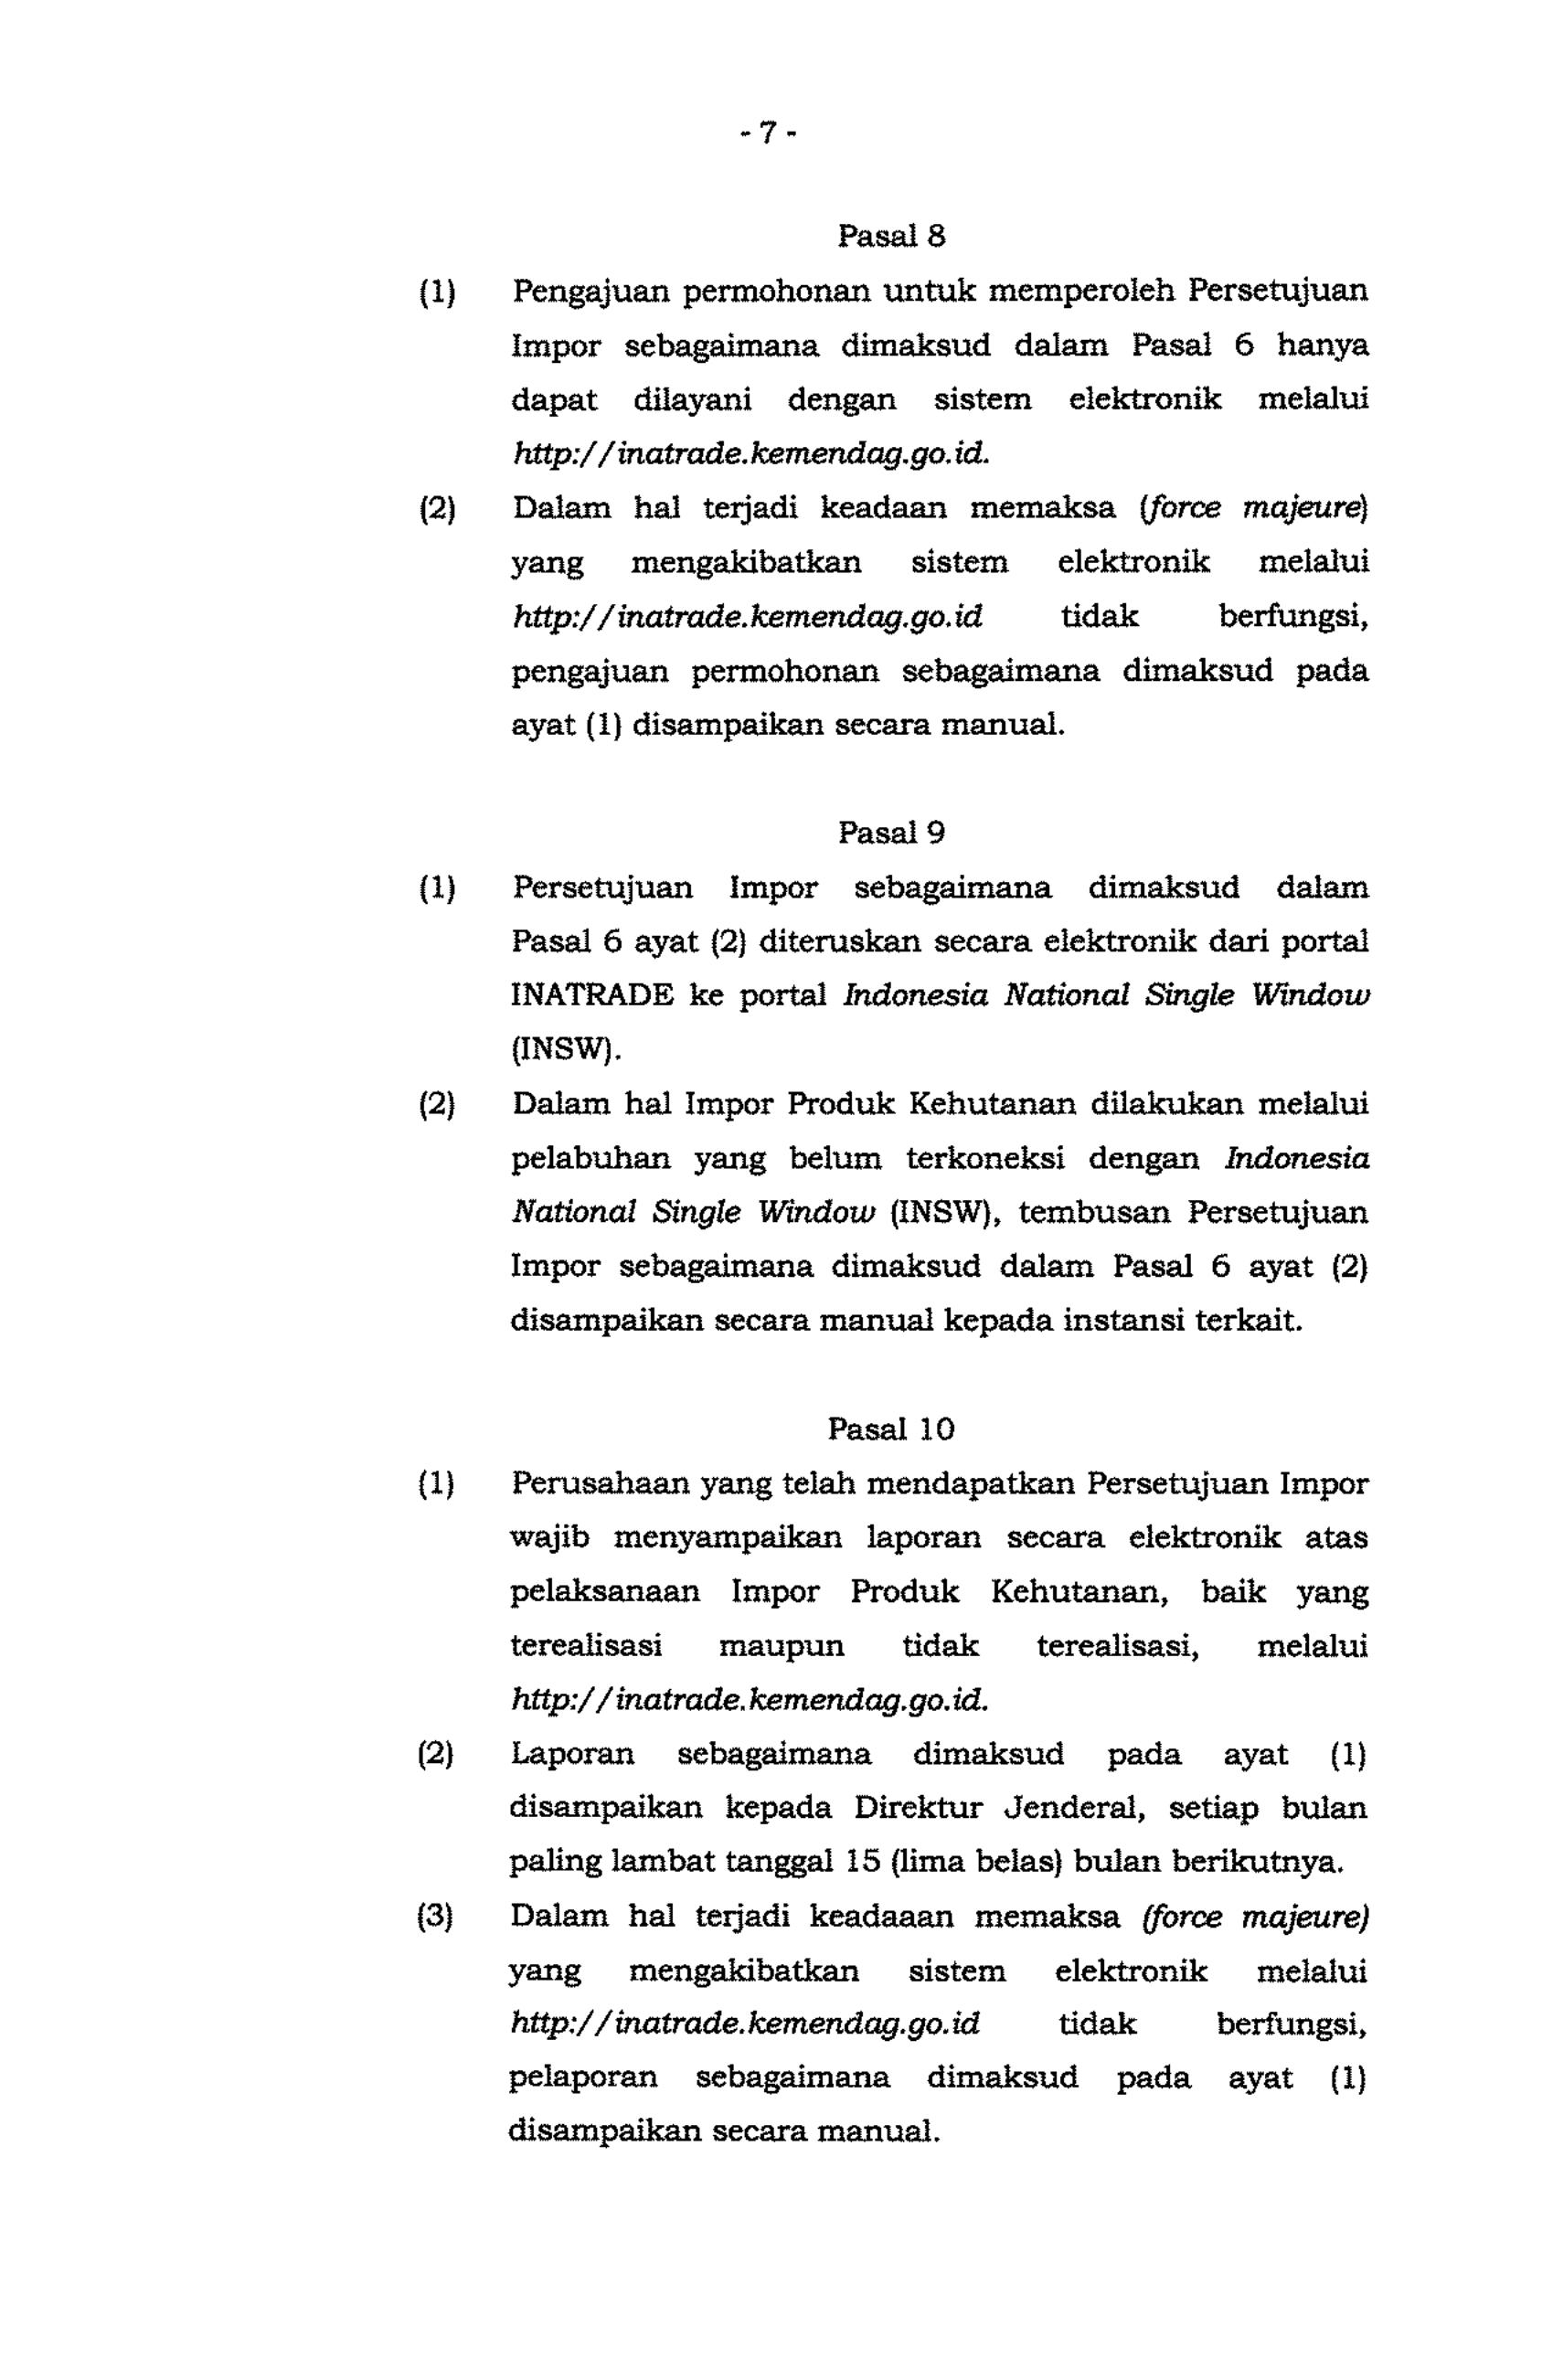 - 7 -
Pasal 8
(1) Pengajuan permohonan untuk memperoleh Persetujuan
Impor sebagaimana dimaksud dalam Pasal 6 hanya
dapat dilayani dengan sistem elektronik melalui
http://inatrade.kemendag.go.id.
(2) Dalam hal terjadi keadaan memaksa (force majeure)
yang mengakibatkan sistem elektronik melalui
http://inatrade.kemendag.go.id tidak berfungsi,
pengajuan permohonan sebagaimana dimaksud pada
ayat (1) disampaikan secara manual.
Pasal 9
(1) Persetujuan Impor sebagaimana dimaksud dalam
Pasal 6 ayat (2) diteruskan secara elektronik dari portal
INATRADE ke portal Indonesia National Single Window
(INSW).
(2) Dalam hal Impor Produk Kehutanan dilakukan melalui
pelabuhan yang belum terkoneksi dengan Indonesia
National Single Window (INSW), tembusan Persetujuan
Impor sebagaimana dimaksud dalam Pasal 6 ayat (2)
disampaikan secara manual kepada instansi terkait.
Pasal 10
(1) Perusahaan yang telah mendapatkan Persetujuan Impor
wajib menyampaikan laporan secara elektronik atas
pelaksanaan Impor Produk Kehutanan, baik yang
terealisasi maupun tidak terealisasi, melalui
http://inatrade.kemendag.go.id.
(2) Laporan sebagaimana dimaksud pada ayat (1)
disampaikan kepada Direktur Jenderal, setiap bulan
paling lambat tanggal 15 (lima belas) bulan berikutnya.
(3) Dalam hal terjadi keadaaan memaksa (force majeure)
yang mengakibatkan sistem elektronik melalui
http://inatrade.kemendag.go.id tidak berfungsi,
pelaporan sebagaimana dimaksud pada ayat (1)
disampaikan secara manual.